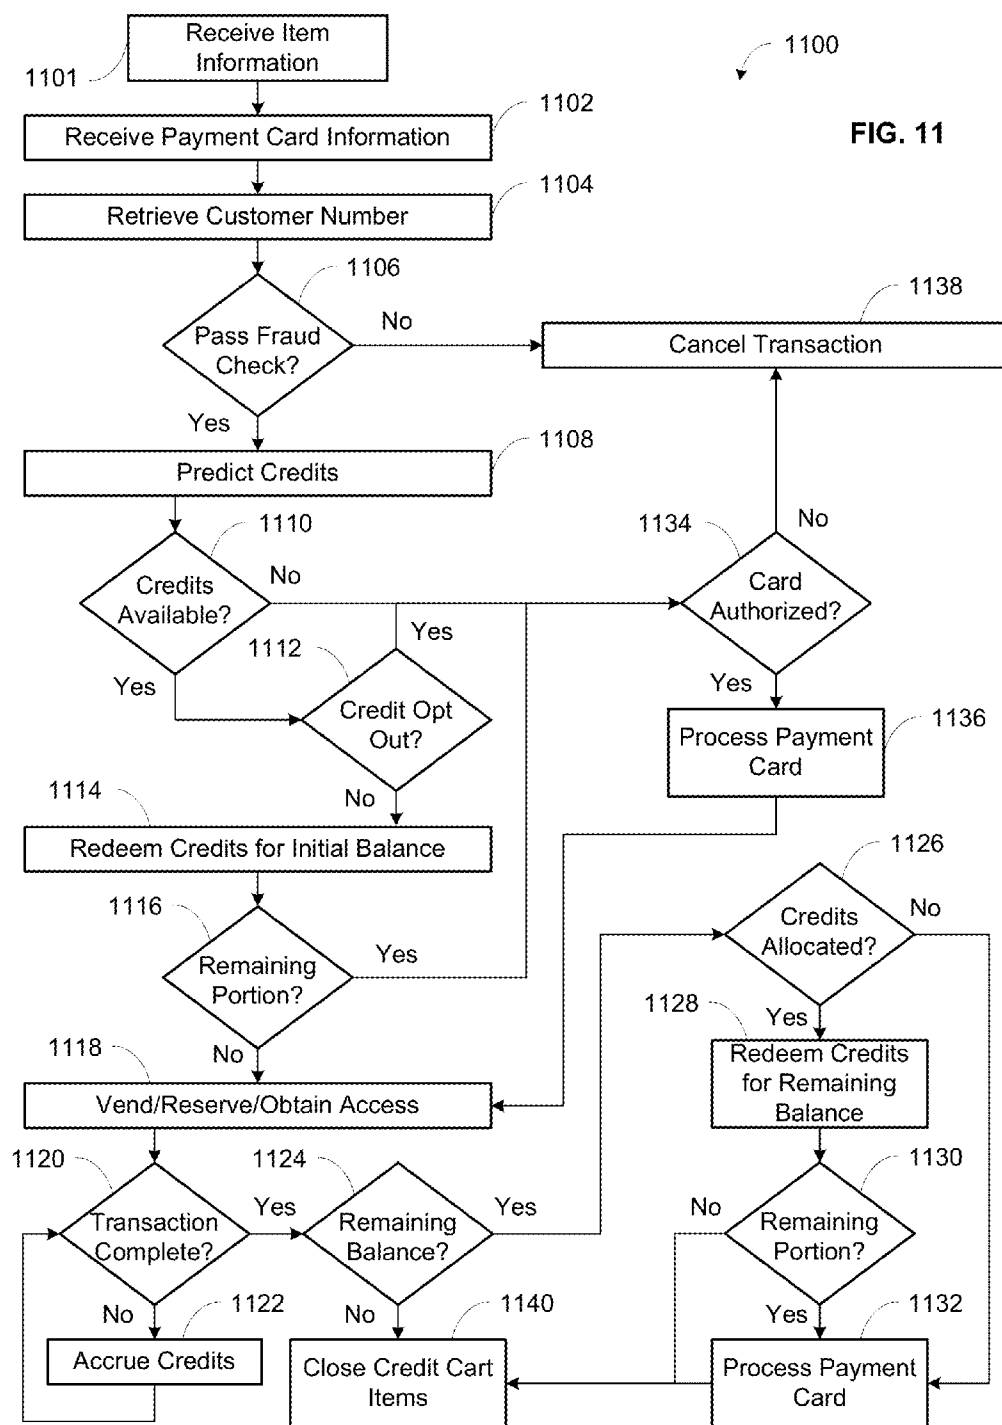 1100
FIG. 11
1101
Receive Item
Information
1102
Receive Payment Card Information
1104
Retrieve Customer Number
1106
Pass Fraud
Check?
No
Yes
1138
Cancel Transaction
1108
Predict Credits
1110
Credits
Available?
No
Yes
1112
Credit Opt
Out?
Yes
No
1134
Card
Authorized?
No
Yes
1136
Process Payment
Card
1114
Redeem Credits for Initial Balance
1116
Remaining
Portion?
Yes
No
1118
Vend/Reserve/Obtain Access
1120
Transaction
Complete?
Yes
No
1122
Accrue Credits
1124
Remaining
Balance?
Yes
No
1126
Credits
Allocated?
No
Yes
1128
Redeem Credits
for Remaining
Balance
1130
Remaining
Portion?
No
Yes
1132
Process Payment
Card
1140
Close Credit Cart
Items